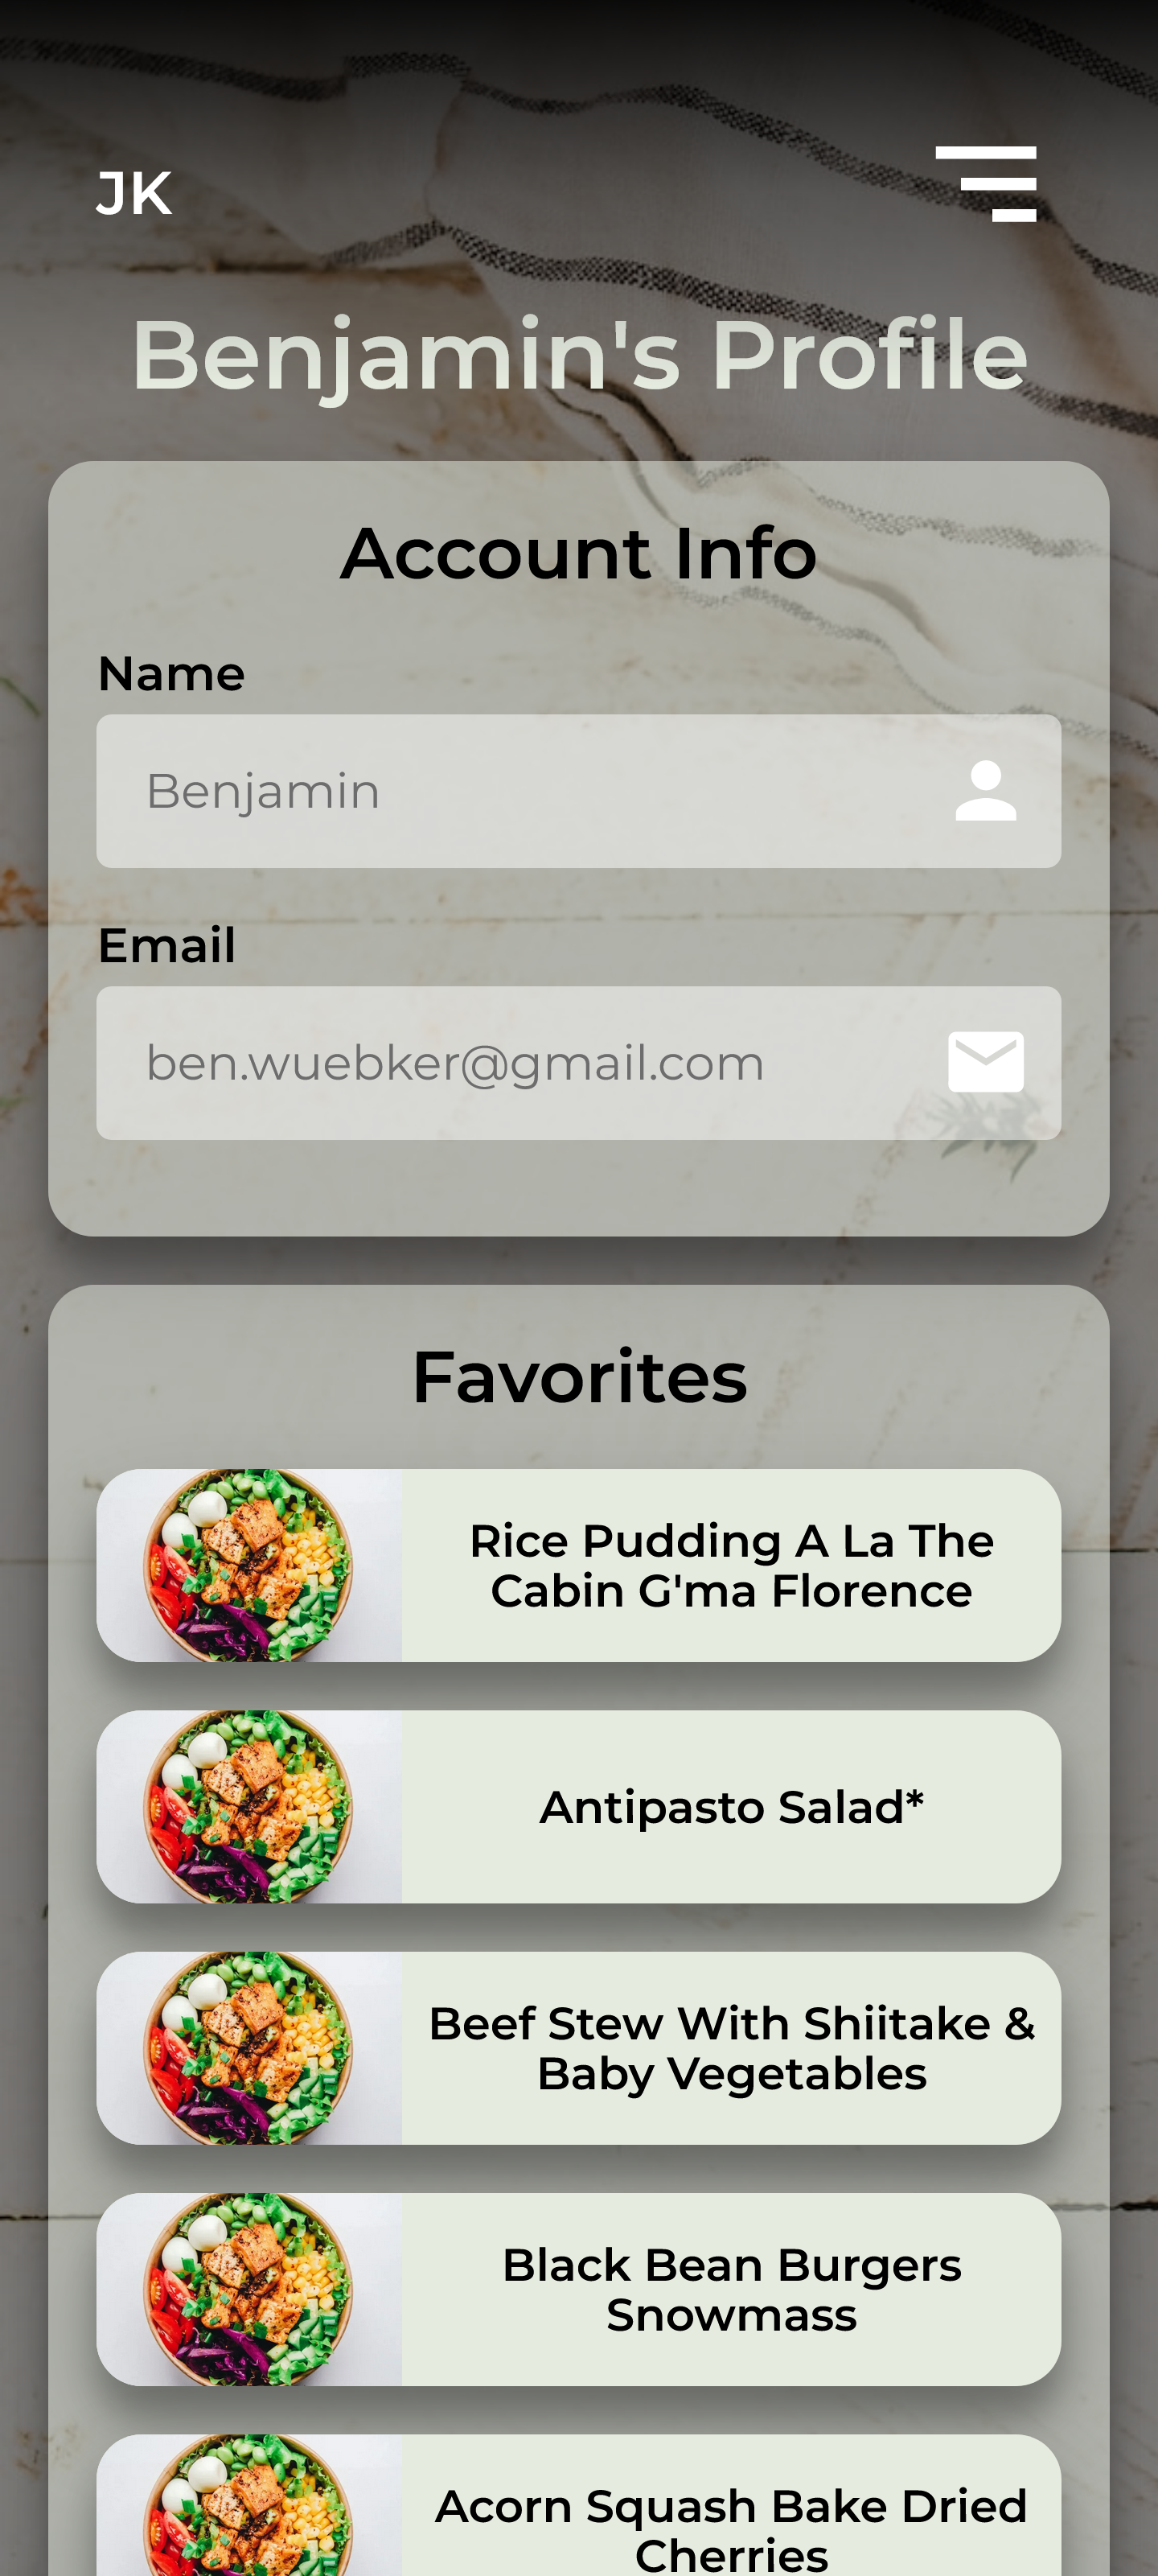 JK
Benjamin's Profile
Account Info
Name
Benjamin
Email
ben.wuebker@gmail.com
Favorites
Rice Pudding A La The
Cabin G'ma Florence
Antipasto Salad*
Beef Stew With Shiitake &
Baby Vegetables
Black Bean Burgers
Snowmass
Acorn Squash Bake Dried
Cherries